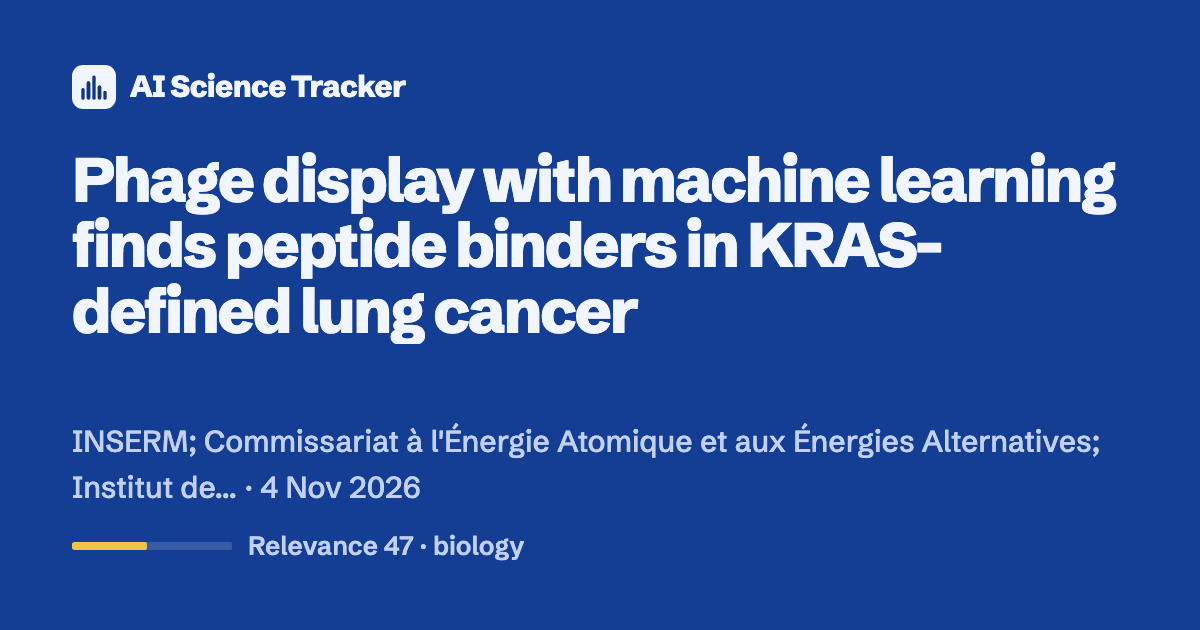 AI Science Tracker
Phage display with machine learning
finds peptide binders in KRAS-
defined lung cancer
INSERM; Commissariat à l'Énergie Atomique et aux Énergies Alternatives;
Institut de... · 4 Nov 2026
Relevance 47 · biology